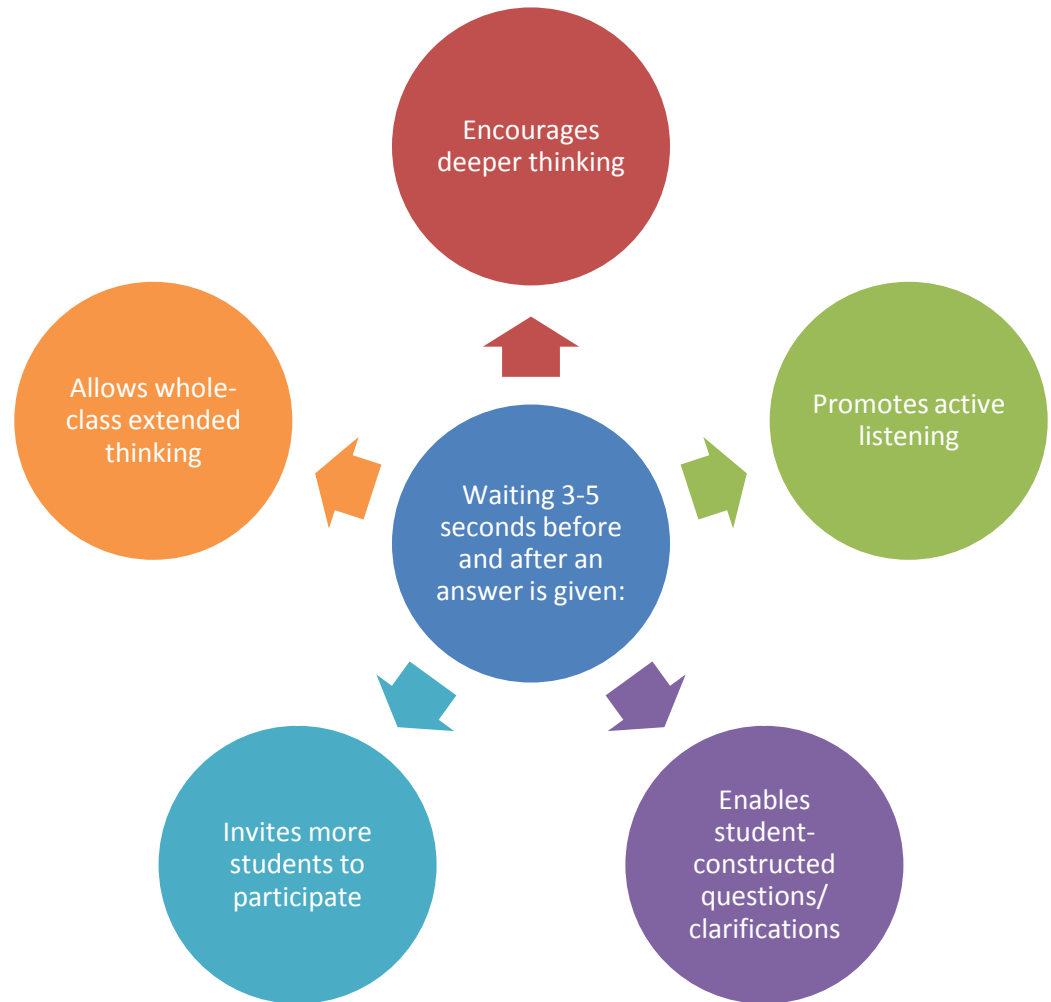 Encourages
deeper thinking
Allows whole-
class extended
thinking
Promotes active
listening
Waiting 3-5
seconds before
and after an
answer is given:
Invites more
students to
participate
Enables
student-
constructed
questions/
clarifications